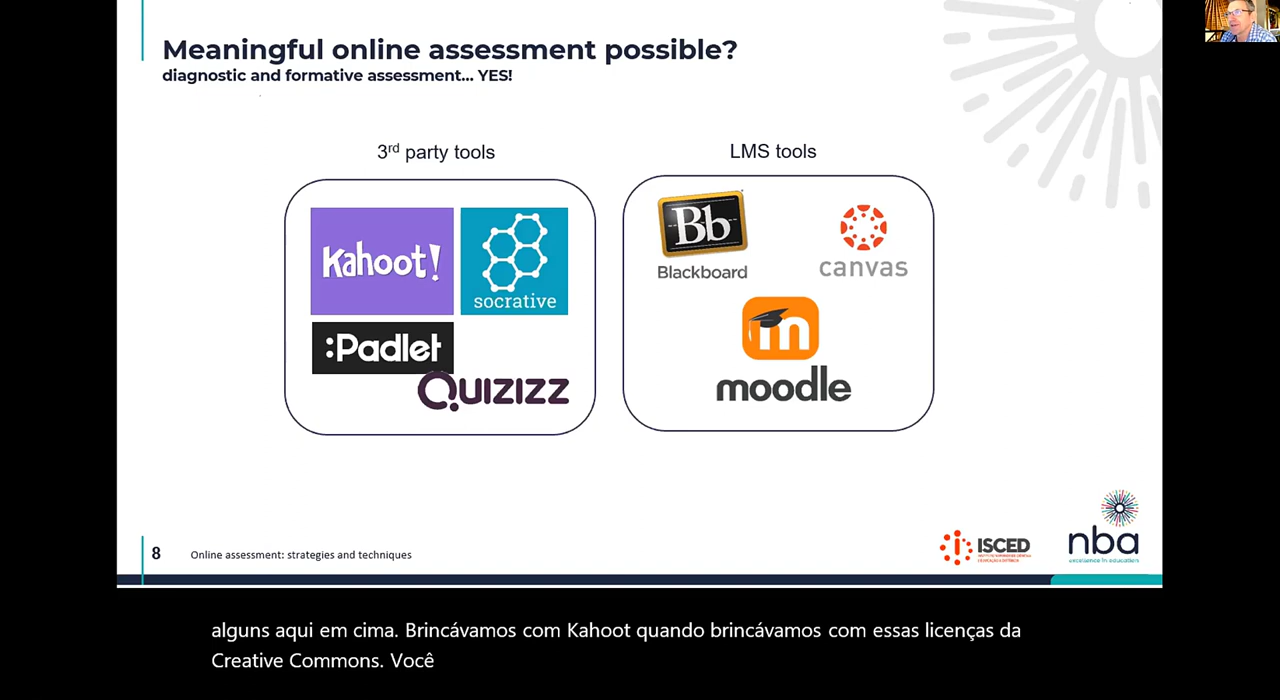 Meaningful online assessment possible?
diagnostic and formative assessment... YES!
3rd party tools
LMS tools
Kahoot!
socrative
:Padlet
Quizizz
Bb
Blackboard
canvas
m
moodle
8
Online assessment: strategies and techniques
ISCED
nba
excellence in education
alguns aqui em cima. Brincávamos com Kahoot quando brincávamos com essas licenças da
Creative Commons. Você